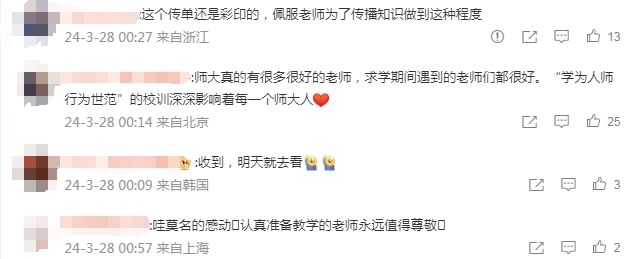 :这个传单还是彩印的，佩服老师为了传播知识做到这种程度
24-3-28 00:27 来自浙江
13
:师大真的有很多很好的老师，求学期间遇到的老师们都很好。“学为人师
行为世范”的校训深深影响着每一个师大人
24-3-28 00:14 来自北京
25
:收到，明天就去看
24-3-28 00:09 来自韩国
3
:哇莫名的感动▯认真准备教学的老师永远值得尊敬▯
24-3-28 00:57 来自上海
2